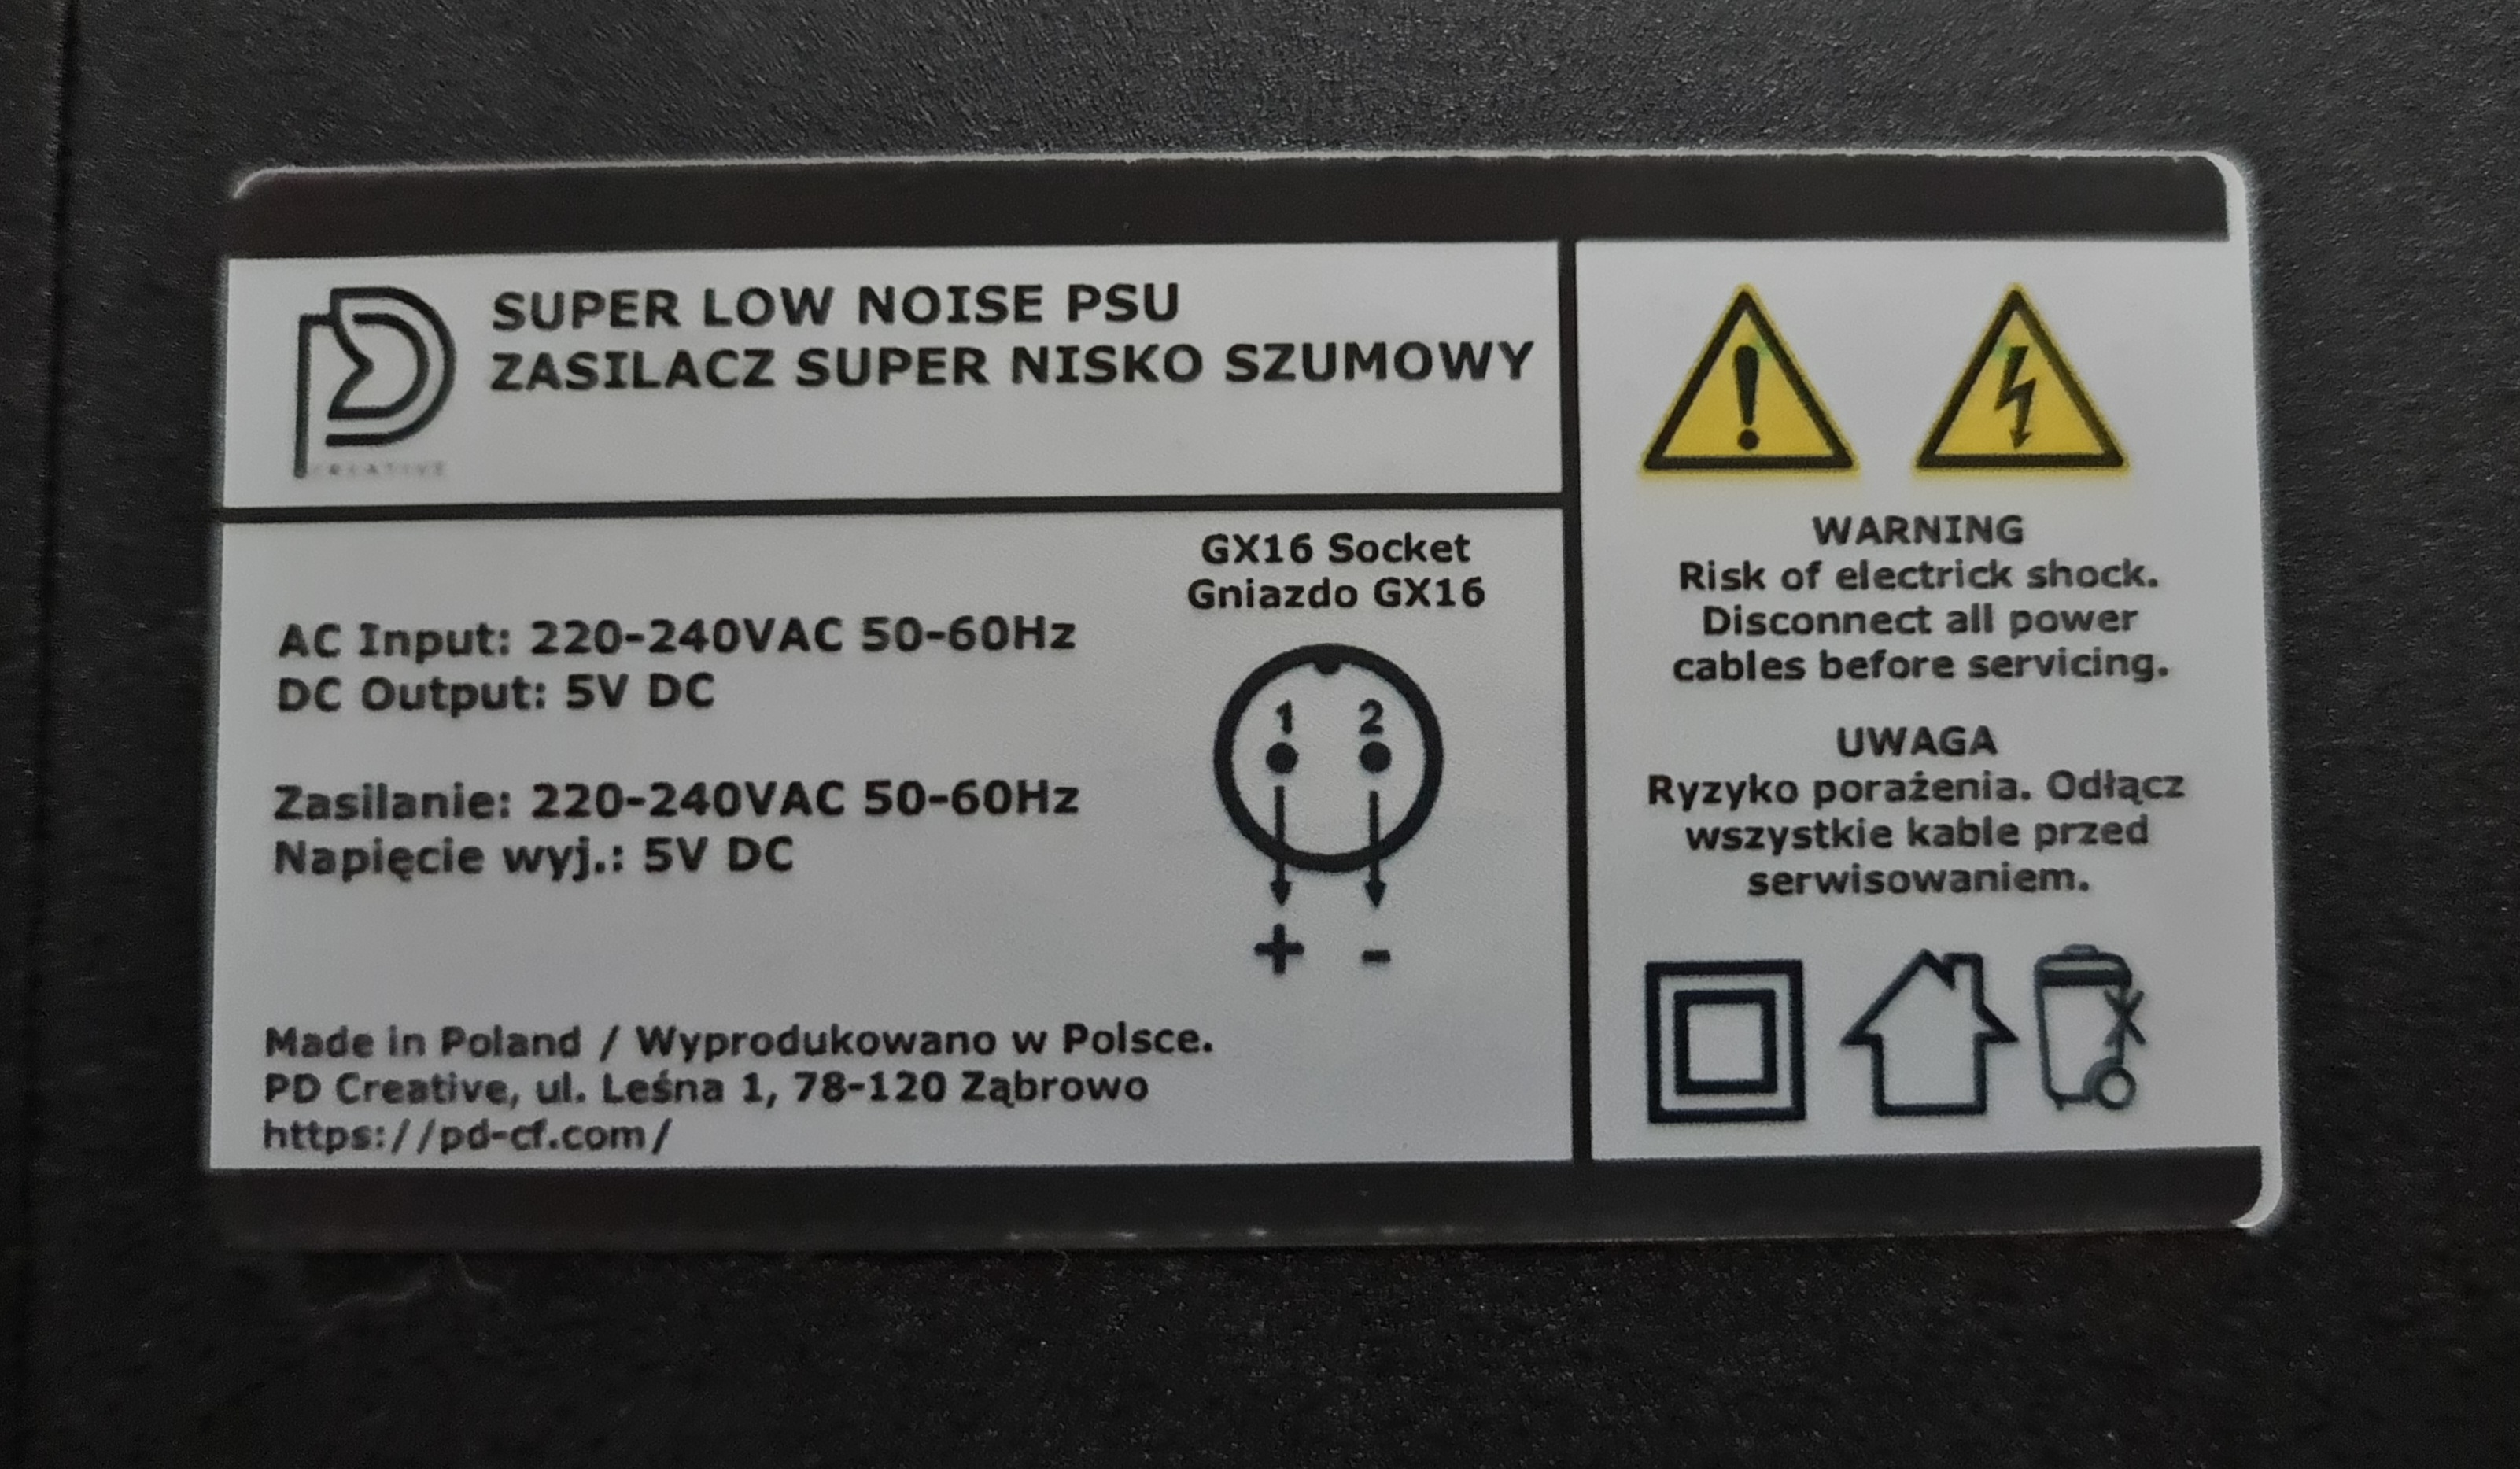 SUPER LOW NOISE PSU
ZASILACZ SUPER NISKO SZUMOWY
CREATIVE
GX16 Socket
Gniazdo GX16
AC Input: 220-240VAC 50-60Hz
DC Output: 5V DC
Zasilanie: 220-240VAC 50-60Hz
Napięcie wyj.: 5V DC
1 2
+ -
Made in Poland / Wyprodukowano w Polsce.
PD Creative, ul. Leśna 1, 78-120 Ząbrowo
https://pd-cf.com/
WARNING
Risk of electrick shock.
Disconnect all power
cables before servicing.
UWAGA
Ryzyko porażenia. Odłącz
wszystkie kable przed
serwisowaniem.